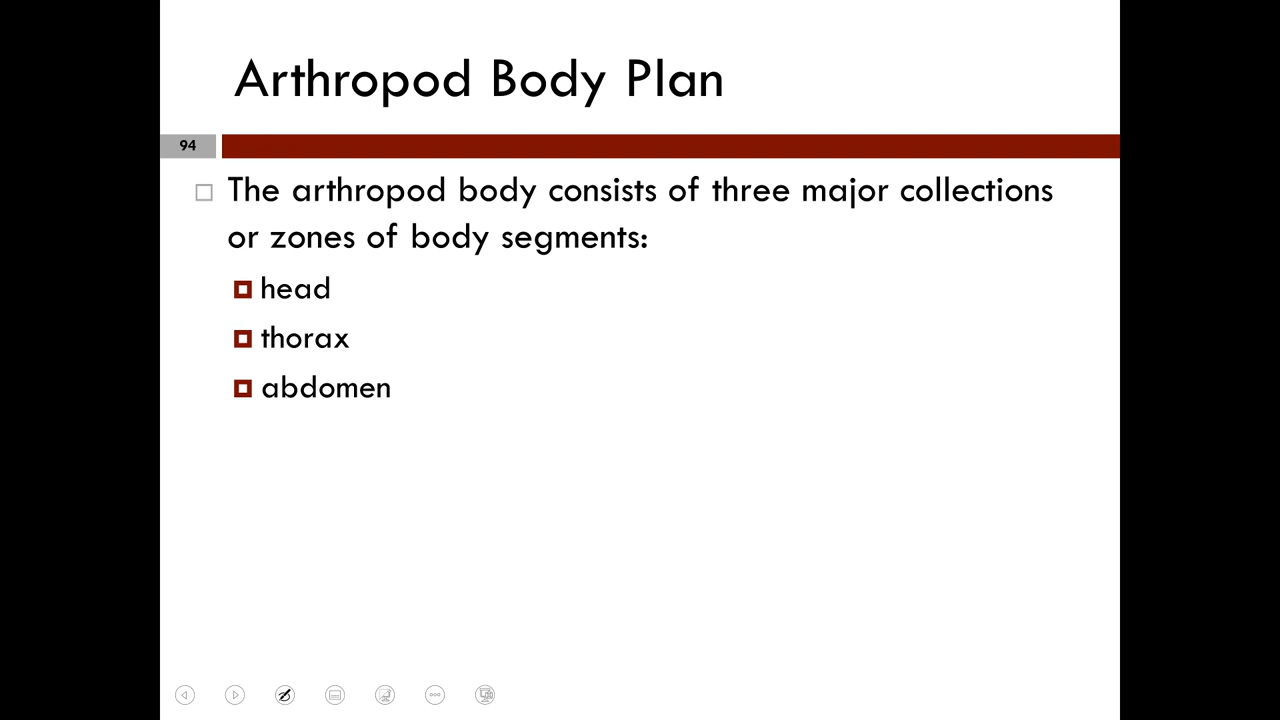 Arthropod Body Plan
94
The arthropod body consists of three major collections
or zones of body segments:
head
thorax
abdomen